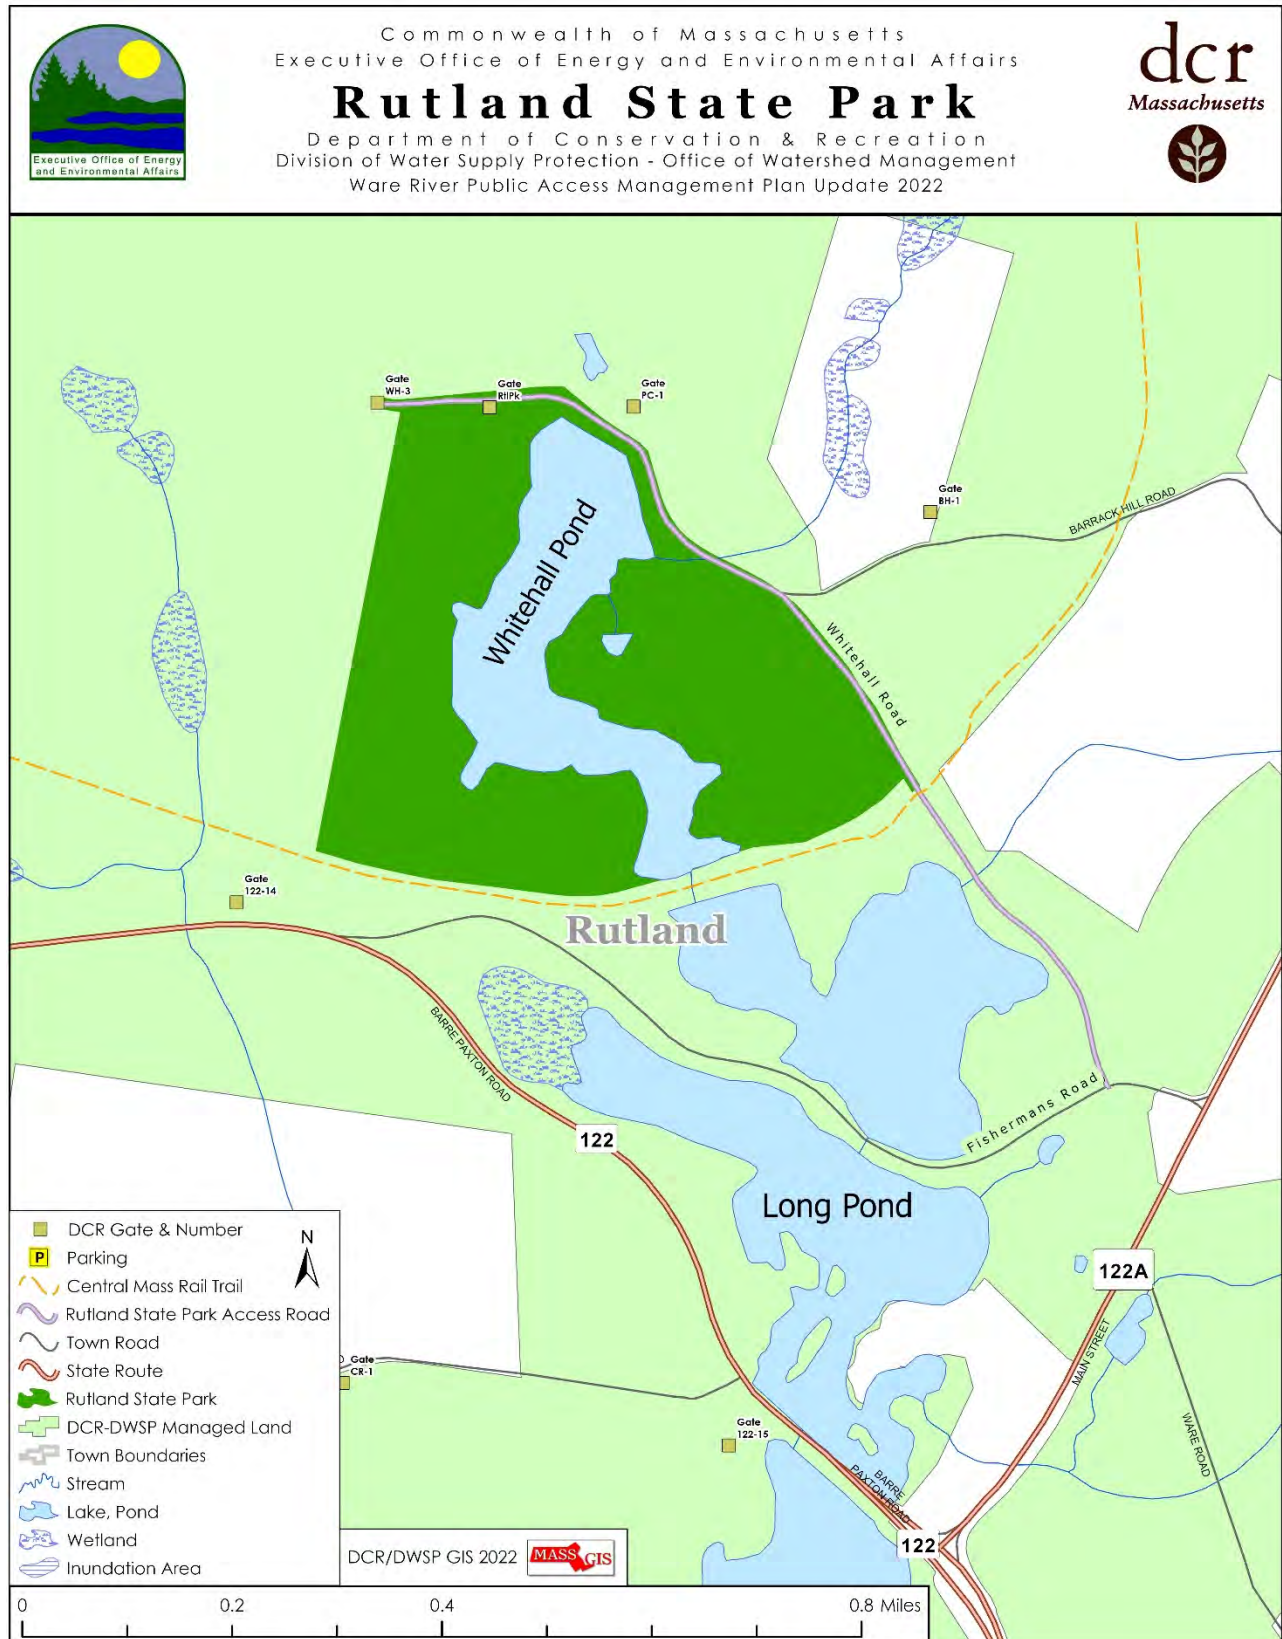 Commonwealth of Massachusetts
Executive Office of Energy and Environmental Affairs
Rutland State Park
Department of Conservation & Recreation
Division of Water Supply Protection - Office of Watershed Management
Ware River Public Access Management Plan Update 2022
Executive Office of Energy
and Environmental Affairs
dcr
Massachusetts
Gate
WH-3
Gate
RtlPk
Gate
PC-1
Gate
BH-1
BARRACK HILL ROAD
Whitehall Pond
Whitehall Road
Gate
122-14
Rutland
BARRE PAXTON ROAD
122
Fishermans Road
Long Pond
122A
MAIN STREET
WARE ROAD
Gate
CR-1
Gate
122-15
BARRE
PAXTON ROAD
122
N
DCR Gate & Number
P Parking
Central Mass Rail Trail
Rutland State Park Access Road
Town Road
State Route
Rutland State Park
DCR-DWSP Managed Land
Town Boundaries
Stream
Lake, Pond
Wetland
Inundation Area
DCR/DWSP GIS 2022
MASS GIS
0 0.2 0.4 0.8 Miles